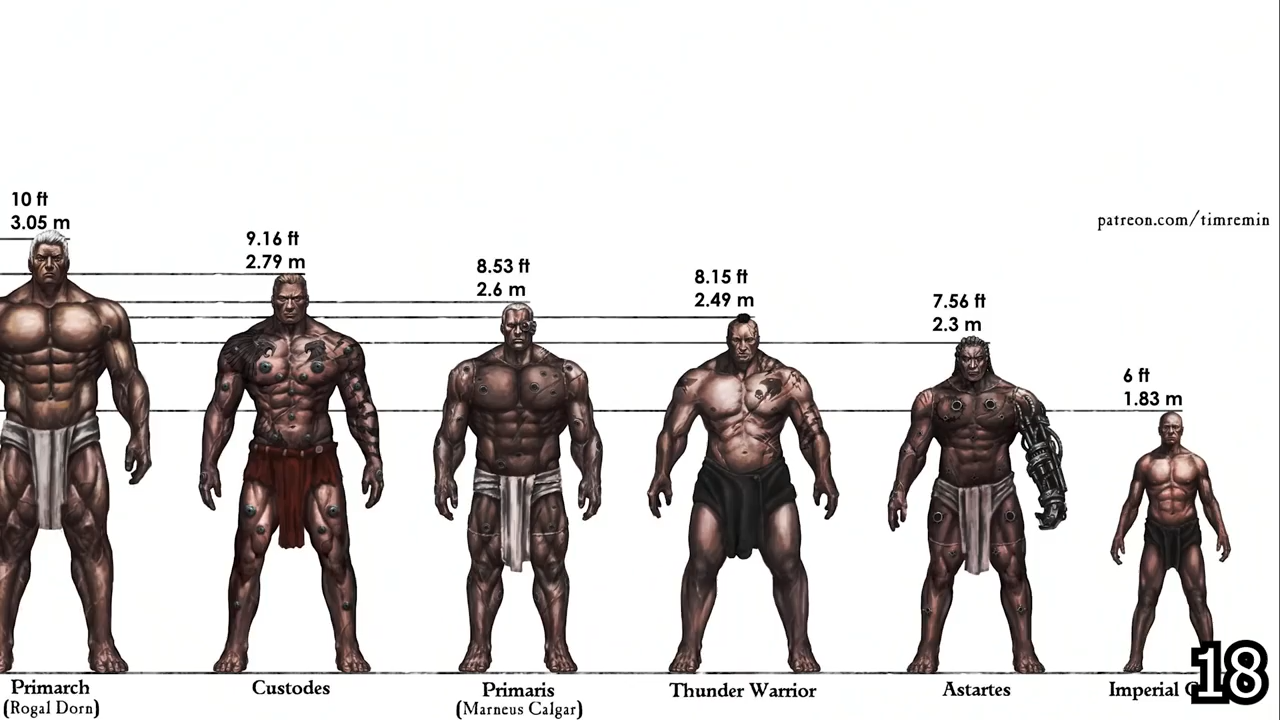 10 ft
3.05 m
9.16 ft
2.79 m
8.53 ft
2.6 m
8.15 ft
2.49 m
7.56 ft
2.3 m
6 ft
1.83 m
patreon.com/timremin
Primarch
(Rogal Dorn)
Custodes
Primaris
(Marneus Calgar)
Thunder Warrior
Astartes
Imperial
18